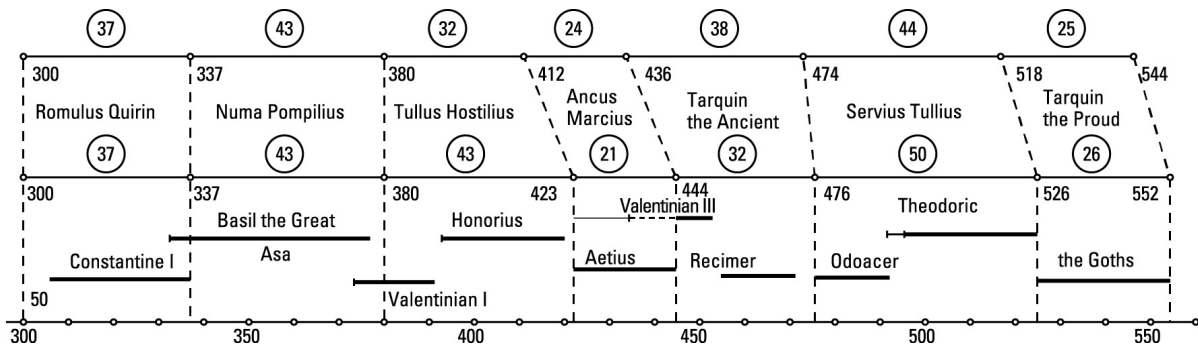 37 43 32 24 38 44 25
300 337 380 412 436 474 518 544
Romulus Quirin Numa Pompilius Tullus Hostilius Ancus Marcius Tarquin the Ancient Servius Tullius Tarquin the Proud
37 43 43 21 32 50 26
300 337 380 423 444 476 526 552
Valentinian III
Basil the Great Honorius Theodoric
Asa
Constantine I Aetius Recimer Odoacer the Goths
50 Valentinian I
300 350 400 450 500 550